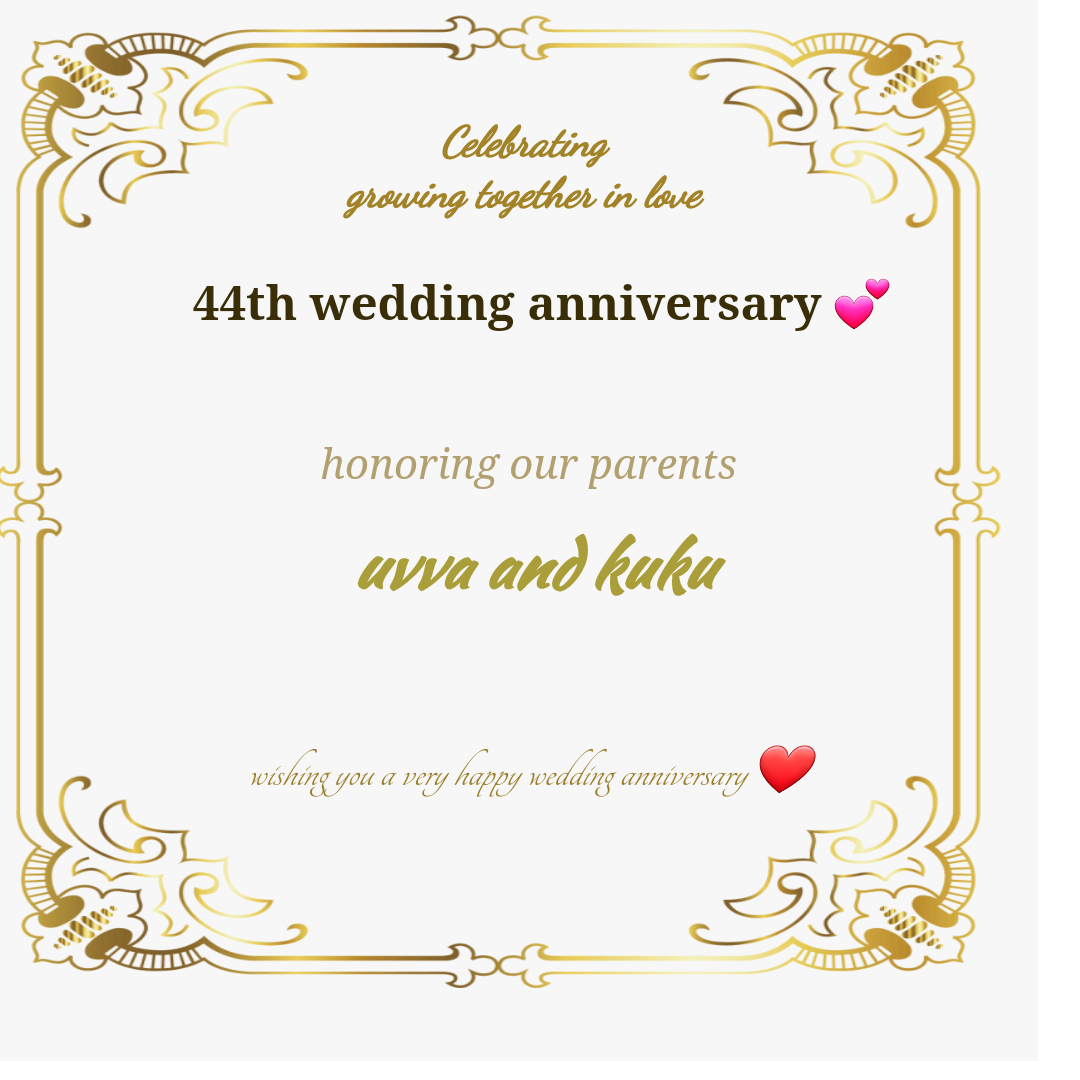 Celebrating
growing together in love
44th wedding anniversary 💕
honoring our parents
uvva and kuku
wishing you a very happy wedding anniversary ❤️